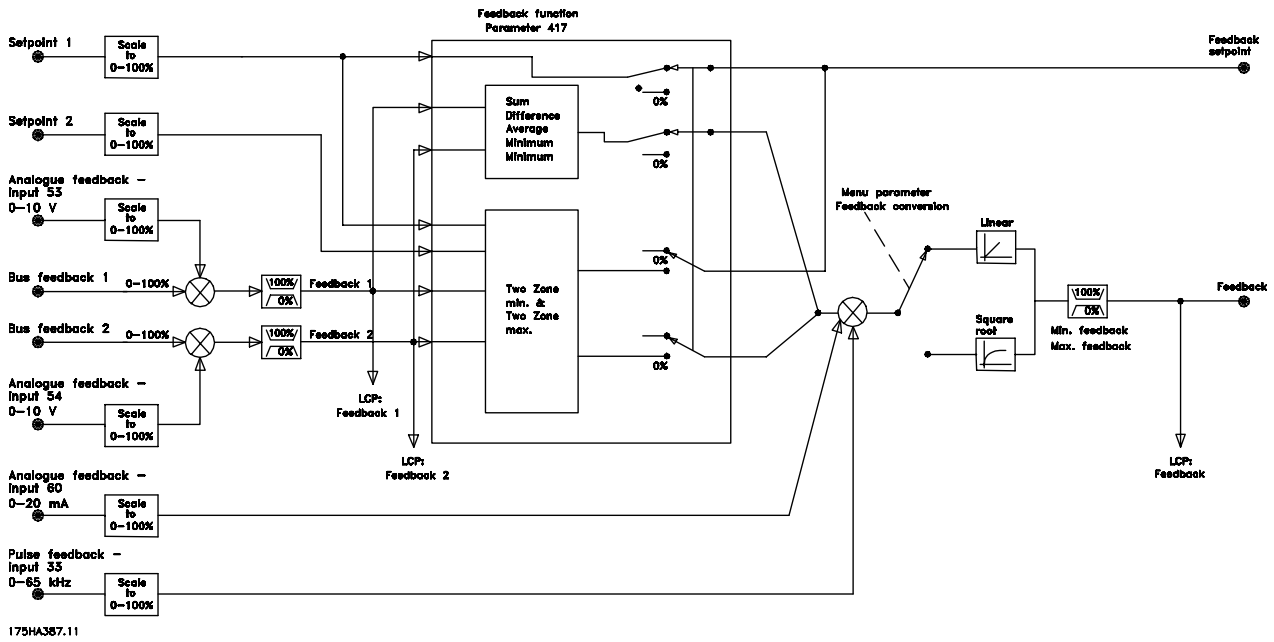 Feedback function
Parameter 417
Setpoint 1
Scale
to
0-100%
Feedback
setpoint
0%
Sum
Difference
Average
Minimum
Minimum
Setpoint 2
Scale
to
0-100%
0%
Analogue feedback -
input 53
0-10 V
Scale
to
0-100%
Menu parameter
Feedback conversion
Linear
0%
Bus feedback 1
0-100%
100%
0%
Feedback 1
Two Zone
min. &
Two Zone
max.
100%
0%
Min. feedback
Max. feedback
Feedback
Bus feedback 2
0-100%
100%
0%
Feedback 2
Square
root
0%
Analogue feedback -
input 54
0-10 V
Scale
to
0-100%
LCP:
Feedback 1
LCP:
Feedback 2
LCP:
Feedback
Analogue feedback -
input 60
0-20 mA
Scale
to
0-100%
Pulse feedback -
input 33
0-65 kHz
Scale
to
0-100%
175HA387.11